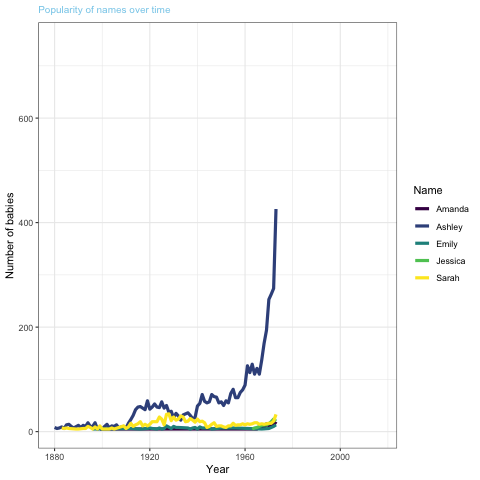 Popularity of names over time
600
400
200
0
1880
1920
1960
2000
Year
Number of babies
Name
Amanda
Ashley
Emily
Jessica
Sarah